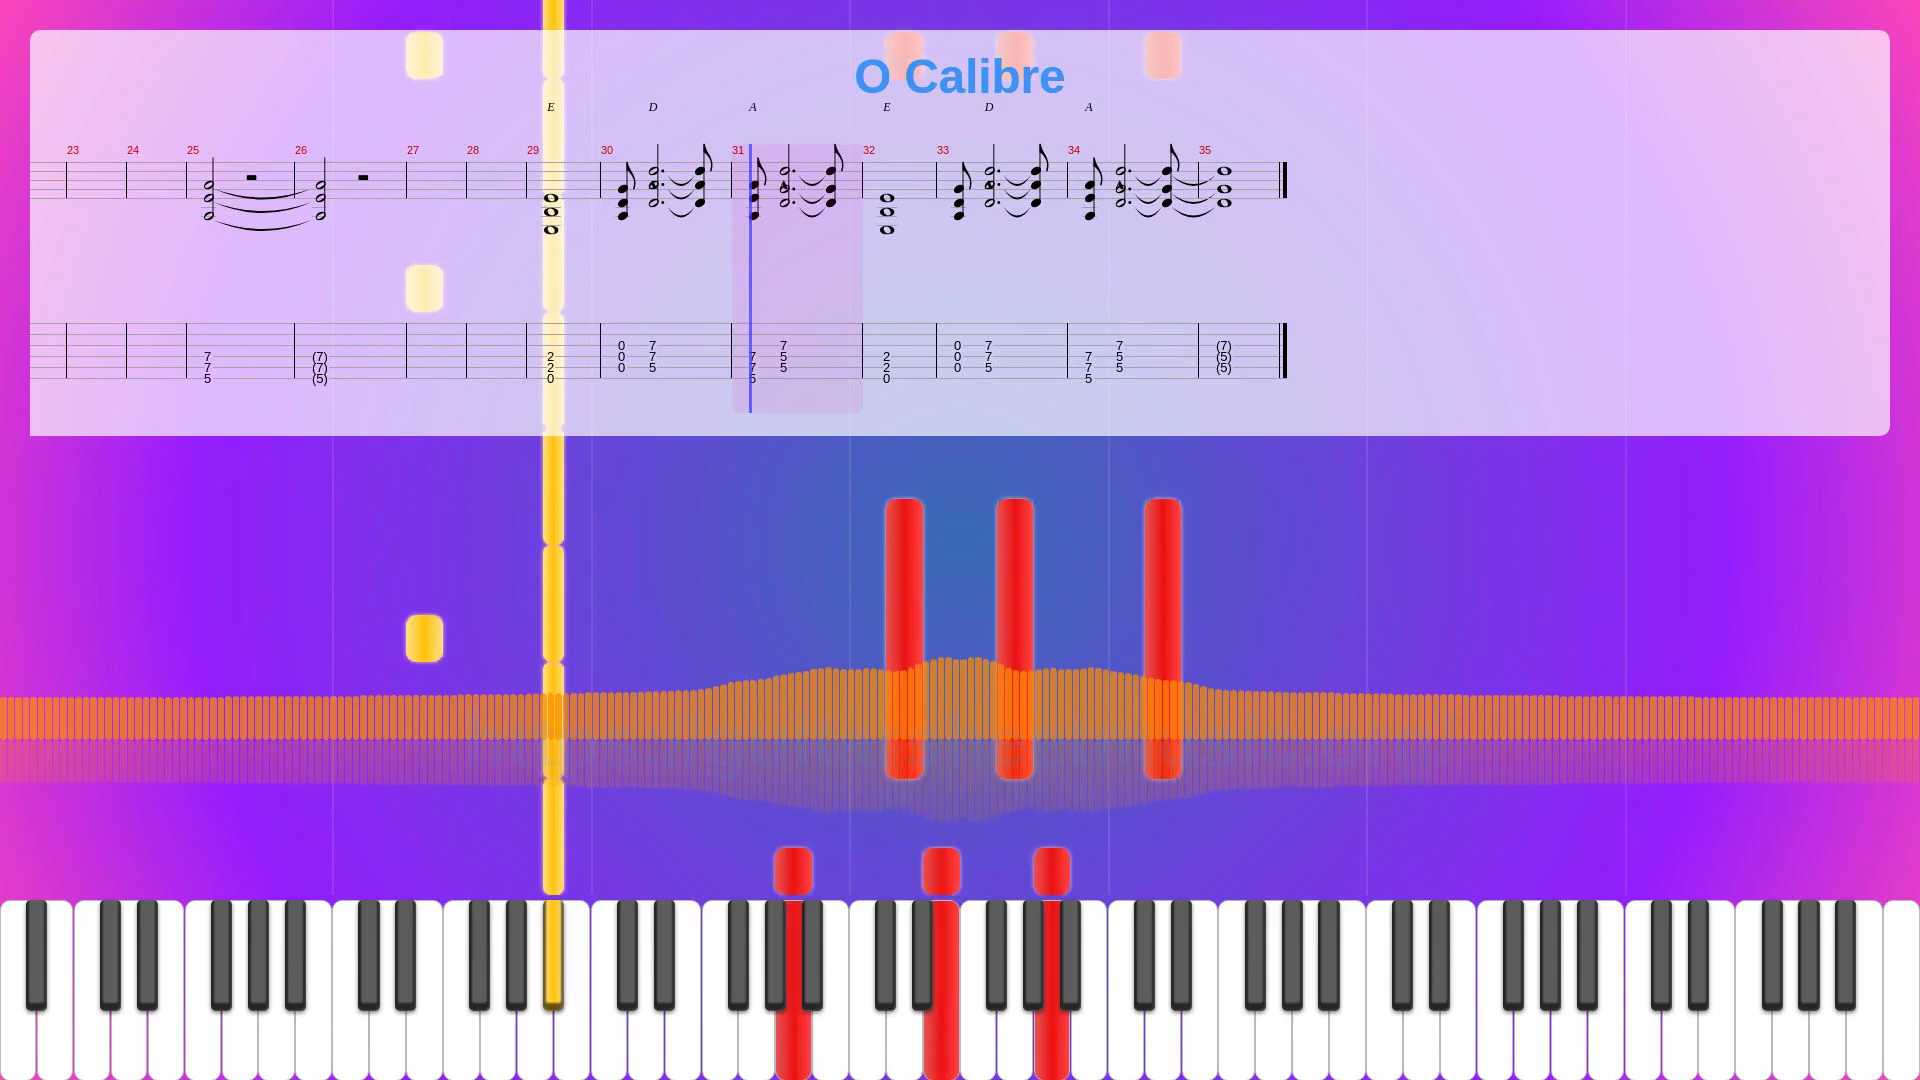 O Calibre
E D A E D A
23 24 25 26 27 28 29 30 31 32 33 34 35
0 7 7 0 7 7 (7)
7 (7) 2 0 7 7 5 2 0 7 7 5 (5)
7 (7) 2 0 5 7 5 2 0 5 7 5 (5)
5 (5) 0 5 0 5